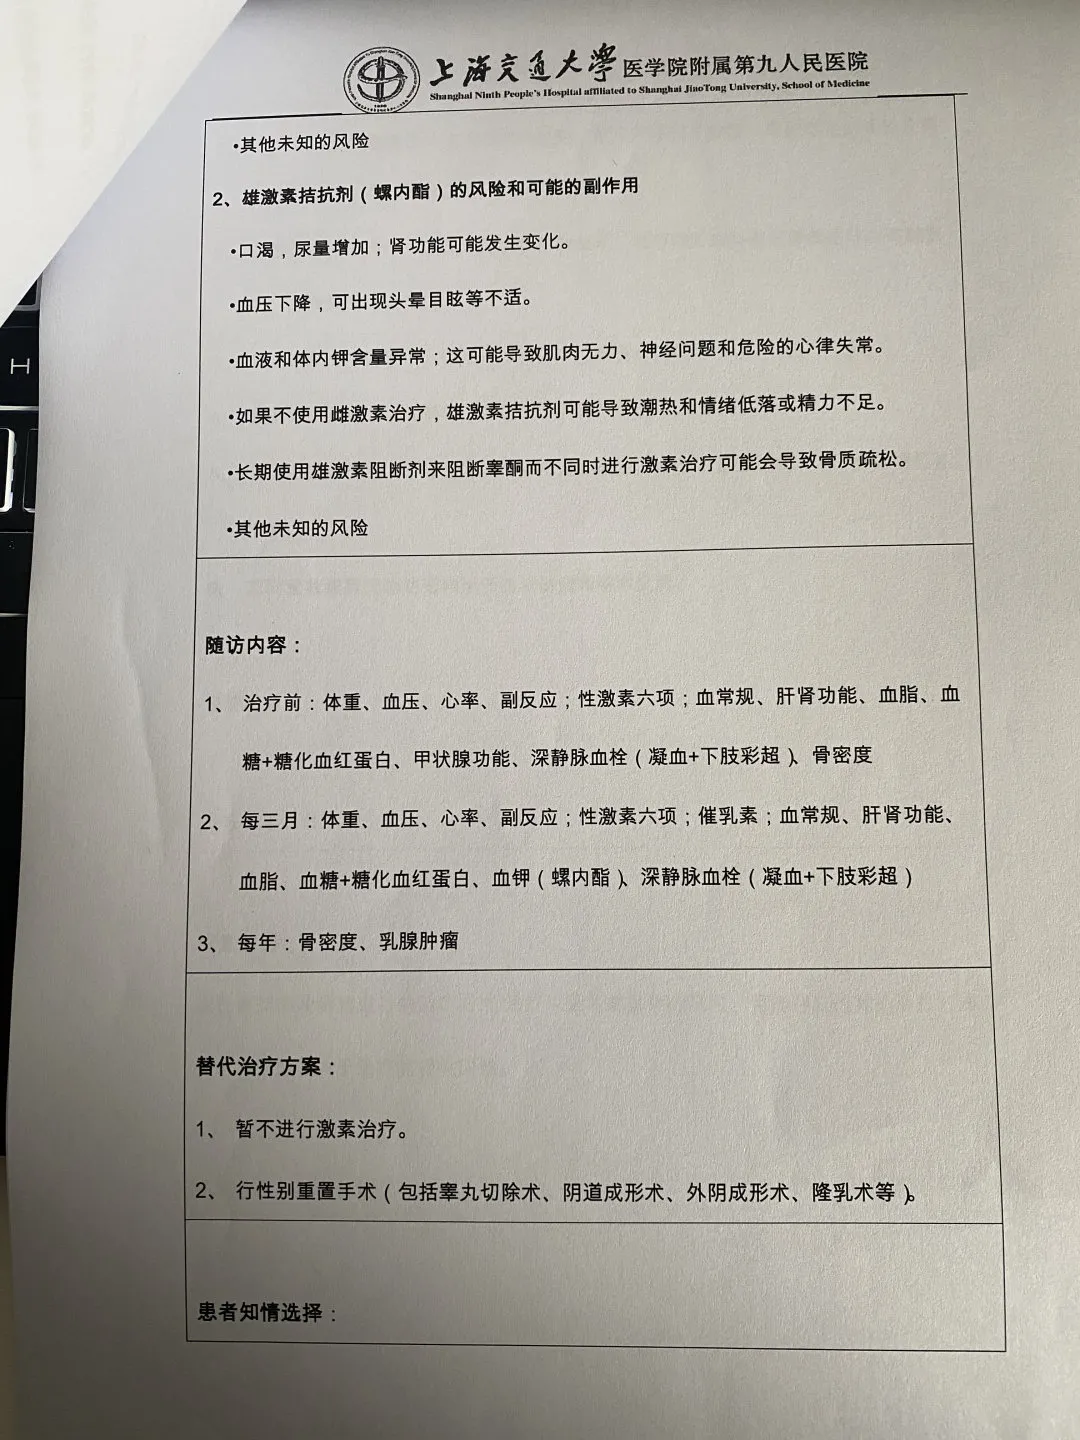 上海交通大学医学院附属第九人民医院
Shanghai Ninth People's Hospital affiliated to Shanghai JiaoTong University, School of Medicine
•其他未知的风险
2、雄激素拮抗剂（螺内酯）的风险和可能的副作用
•口渴，尿量增加；肾功能可能发生变化。
•血压下降，可出现头晕目眩等不适。
•血液和体内钾含量异常；这可能导致肌肉无力、神经问题和危险的心律失常。
•如果不使用雌激素治疗，雄激素拮抗剂可能导致潮热和情绪低落或精力不足。
•长期使用雄激素阻断剂来阻断睾酮而不同时进行激素治疗可能会导致骨质疏松。
•其他未知的风险
随访内容：
1、 治疗前：体重、血压、心率、副反应；性激素六项；血常规、肝肾功能、血脂、血
糖+糖化血红蛋白、甲状腺功能、深静脉血栓（凝血+下肢彩超）、骨密度
2、 每三月：体重、血压、心率、副反应；性激素六项；催乳素；血常规、肝肾功能、
血脂、血糖+糖化血红蛋白、血钾（螺内酯）、深静脉血栓（凝血+下肢彩超）
3、 每年：骨密度、乳腺肿瘤
替代治疗方案：
1、 暂不进行激素治疗。
2、 行性别重置手术（包括睾丸切除术、阴道成形术、外阴成形术、隆乳术等）。
患者知情选择：
H